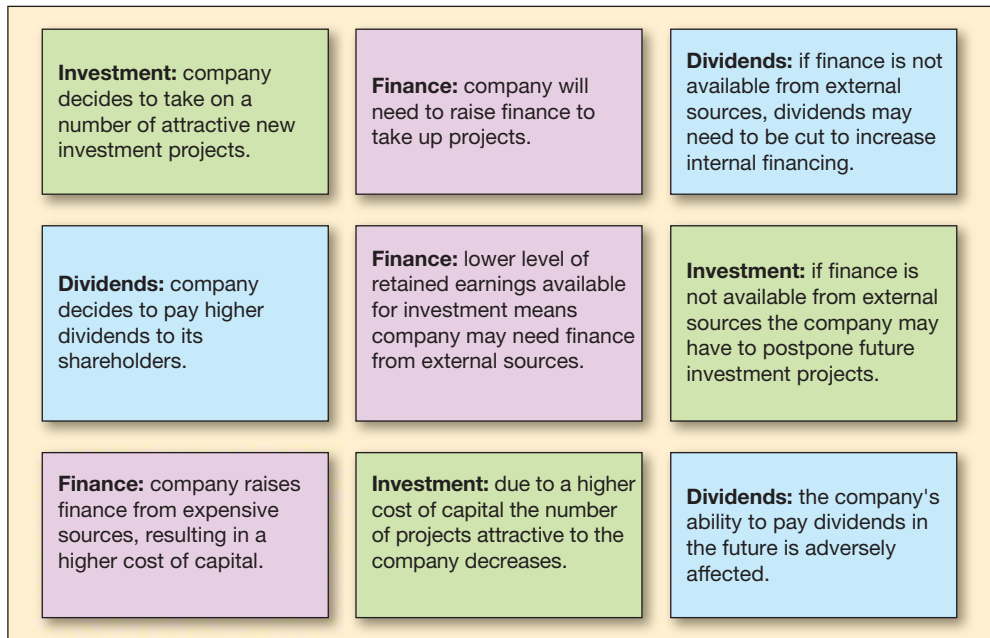 Investment: company
decides to take on a
number of attractive new
investment projects.
Finance: company will
need to raise finance to
take up projects.
Dividends: if finance is not
available from external
sources, dividends may
need to be cut to increase
internal financing.
Dividends: company
decides to pay higher
dividends to its
shareholders.
Finance: lower level of
retained earnings available
for investment means
company may need finance
from external sources.
Investment: if finance is
not available from external
sources the company may
have to postpone future
investment projects.
Finance: company raises
finance from expensive
sources, resulting in a
higher cost of capital.
Investment: due to a higher
cost of capital the number
of projects attractive to the
company decreases.
Dividends: the company's
ability to pay dividends in
the future is adversely
affected.